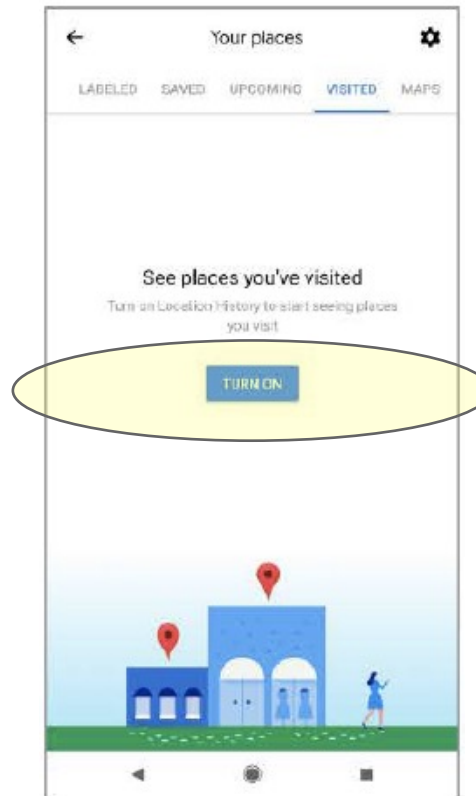 Your places
LABELED SAVED UPCOMING VISITED MAPS
See places you've visited
Turn on Location History to start seeing places
you visit
TURN ON